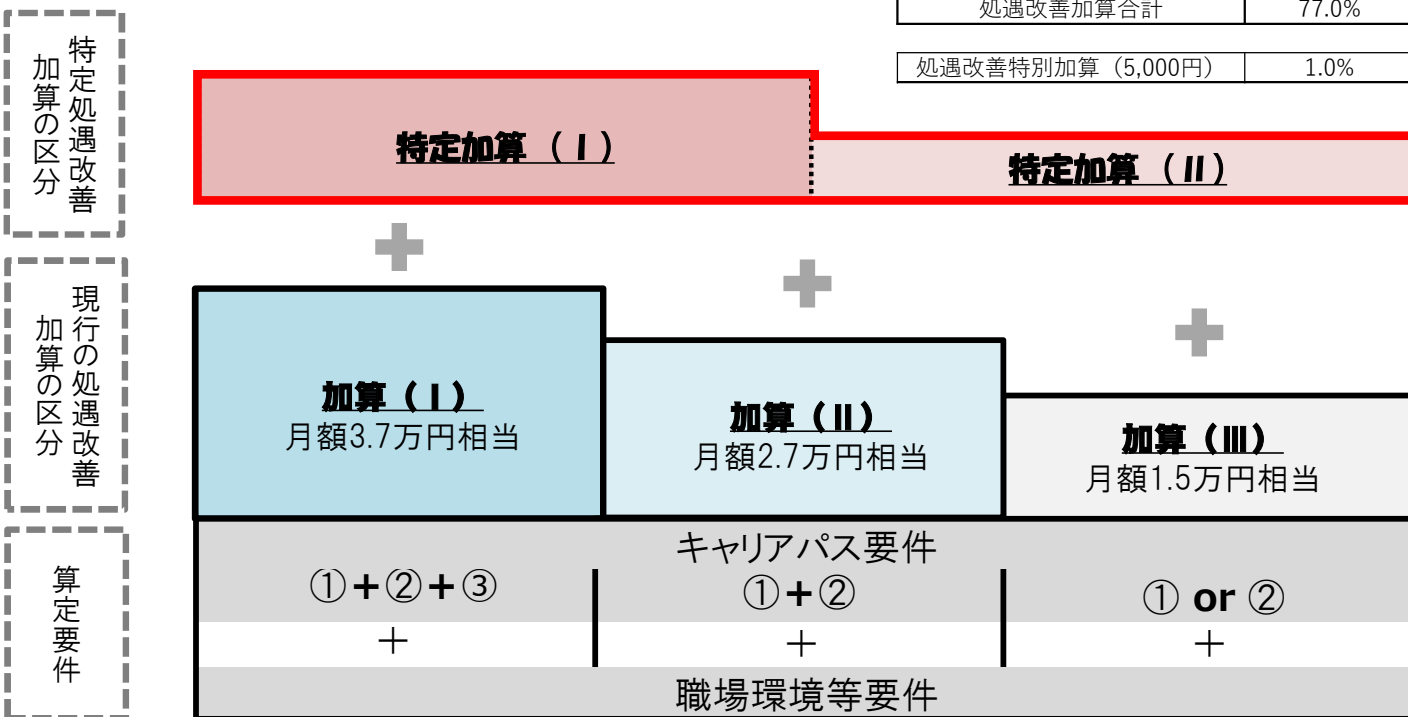 処遇改善加算合計 77.0%
処遇改善特別加算（5,000円） 1.0%
特定処遇改善
加算の区分
特定加算（Ⅰ）
特定加算（Ⅱ）
現行の処遇改善
加算の区分
加算（Ⅰ）
月額3.7万円相当
加算（Ⅱ）
月額2.7万円相当
加算（Ⅲ）
月額1.5万円相当
算定要件
キャリアパス要件
①+②+③
①+②
① or ②
＋ ＋ ＋
職場環境等要件